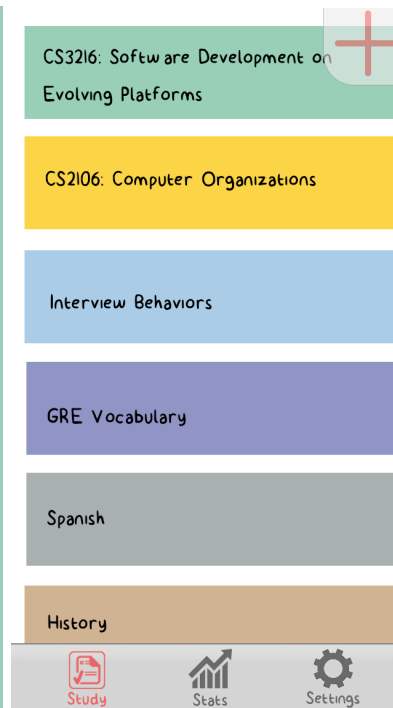 CS3216: Software Development on
Evolving Platforms
CS2106: Computer Organizations
Interview Behaviors
GRE Vocabulary
Spanish
History
Study
Stats
Settings